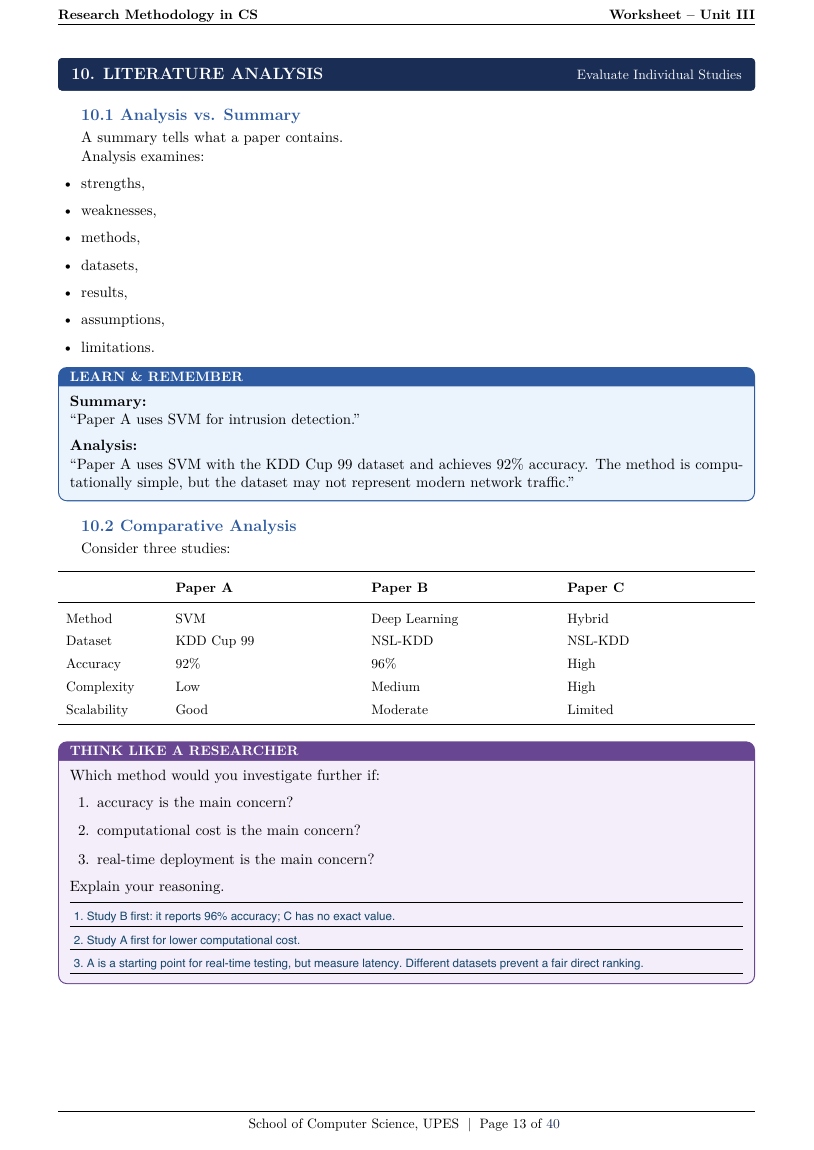 Research Methodology in CS Worksheet – Unit III
10. LITERATURE ANALYSIS Evaluate Individual Studies
10.1 Analysis vs. Summary
A summary tells what a paper contains.
Analysis examines:
• strengths,
• weaknesses,
• methods,
• datasets,
• results,
• assumptions,
• limitations.
LEARN & REMEMBER
Summary:
“Paper A uses SVM for intrusion detection.”
Analysis:
“Paper A uses SVM with the KDD Cup 99 dataset and achieves 92% accuracy. The method is compu-
tationally simple, but the dataset may not represent modern network traffic.”
10.2 Comparative Analysis
Consider three studies:
Paper A Paper B Paper C
Method SVM Deep Learning Hybrid
Dataset KDD Cup 99 NSL-KDD NSL-KDD
Accuracy 92% 96% High
Complexity Low Medium High
Scalability Good Moderate Limited
THINK LIKE A RESEARCHER
Which method would you investigate further if:
1. accuracy is the main concern?
2. computational cost is the main concern?
3. real-time deployment is the main concern?
Explain your reasoning.
1. Study B first: it reports 96% accuracy; C has no exact value.
2. Study A first for lower computational cost.
3. A is a starting point for real-time testing, but measure latency. Different datasets prevent a fair direct ranking.
School of Computer Science, UPES | Page 13 of 40